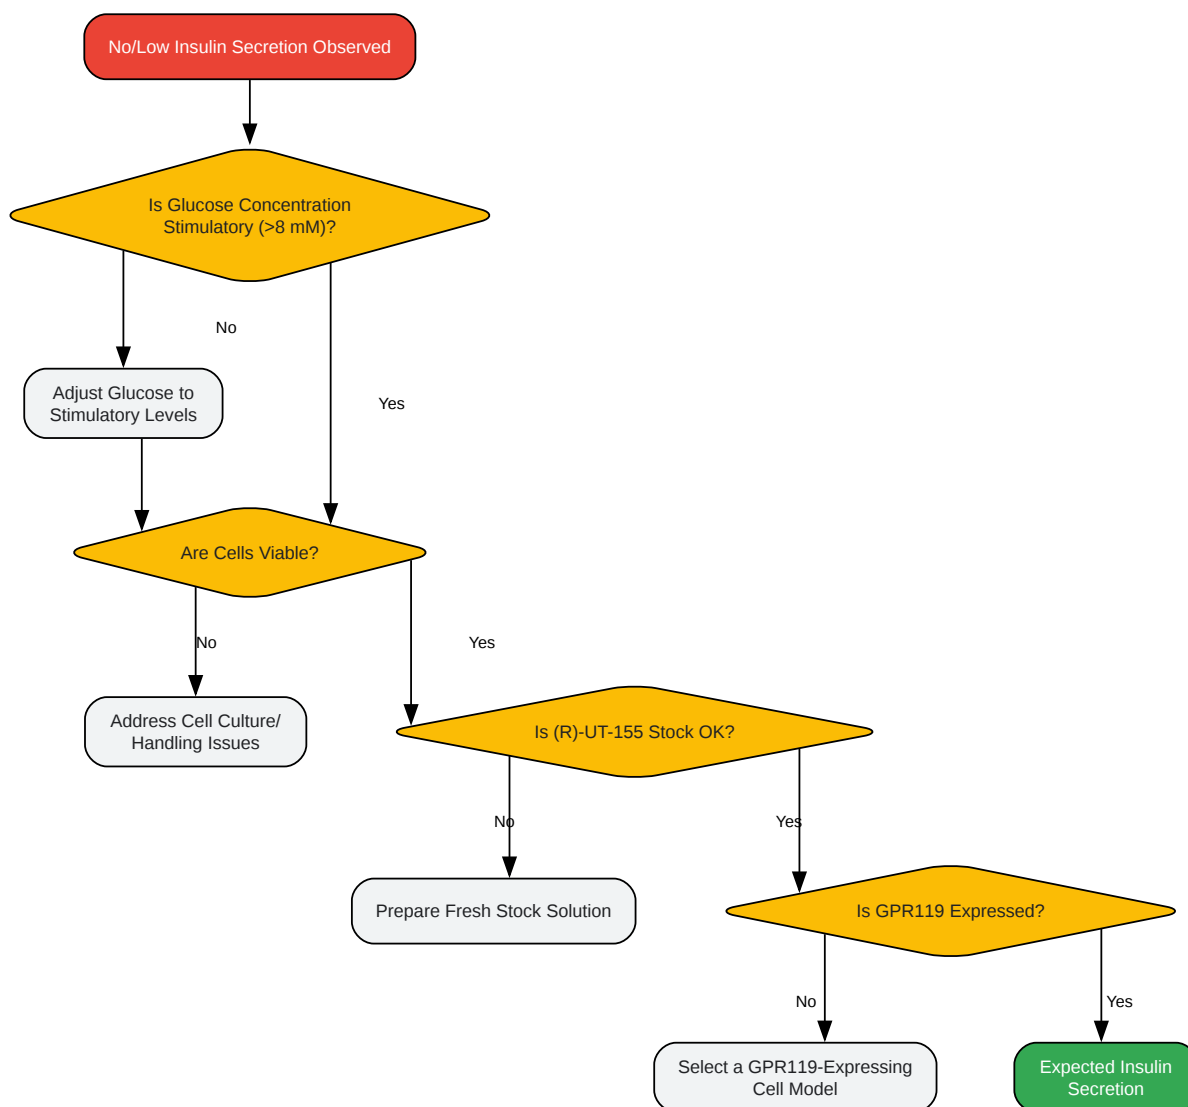 No/Low Insulin Secretion Observed
Is Glucose Concentration
Stimulatory (>8 mM)?
No
Adjust Glucose to
Stimulatory Levels
Yes
Are Cells Viable?
No
Yes
Address Cell Culture/
Handling Issues
Is (R)-UT-155 Stock OK?
No
Yes
Prepare Fresh Stock Solution
Is GPR119 Expressed?
No
Yes
Select a GPR119-Expressing
Cell Model
Expected Insulin
Secretion